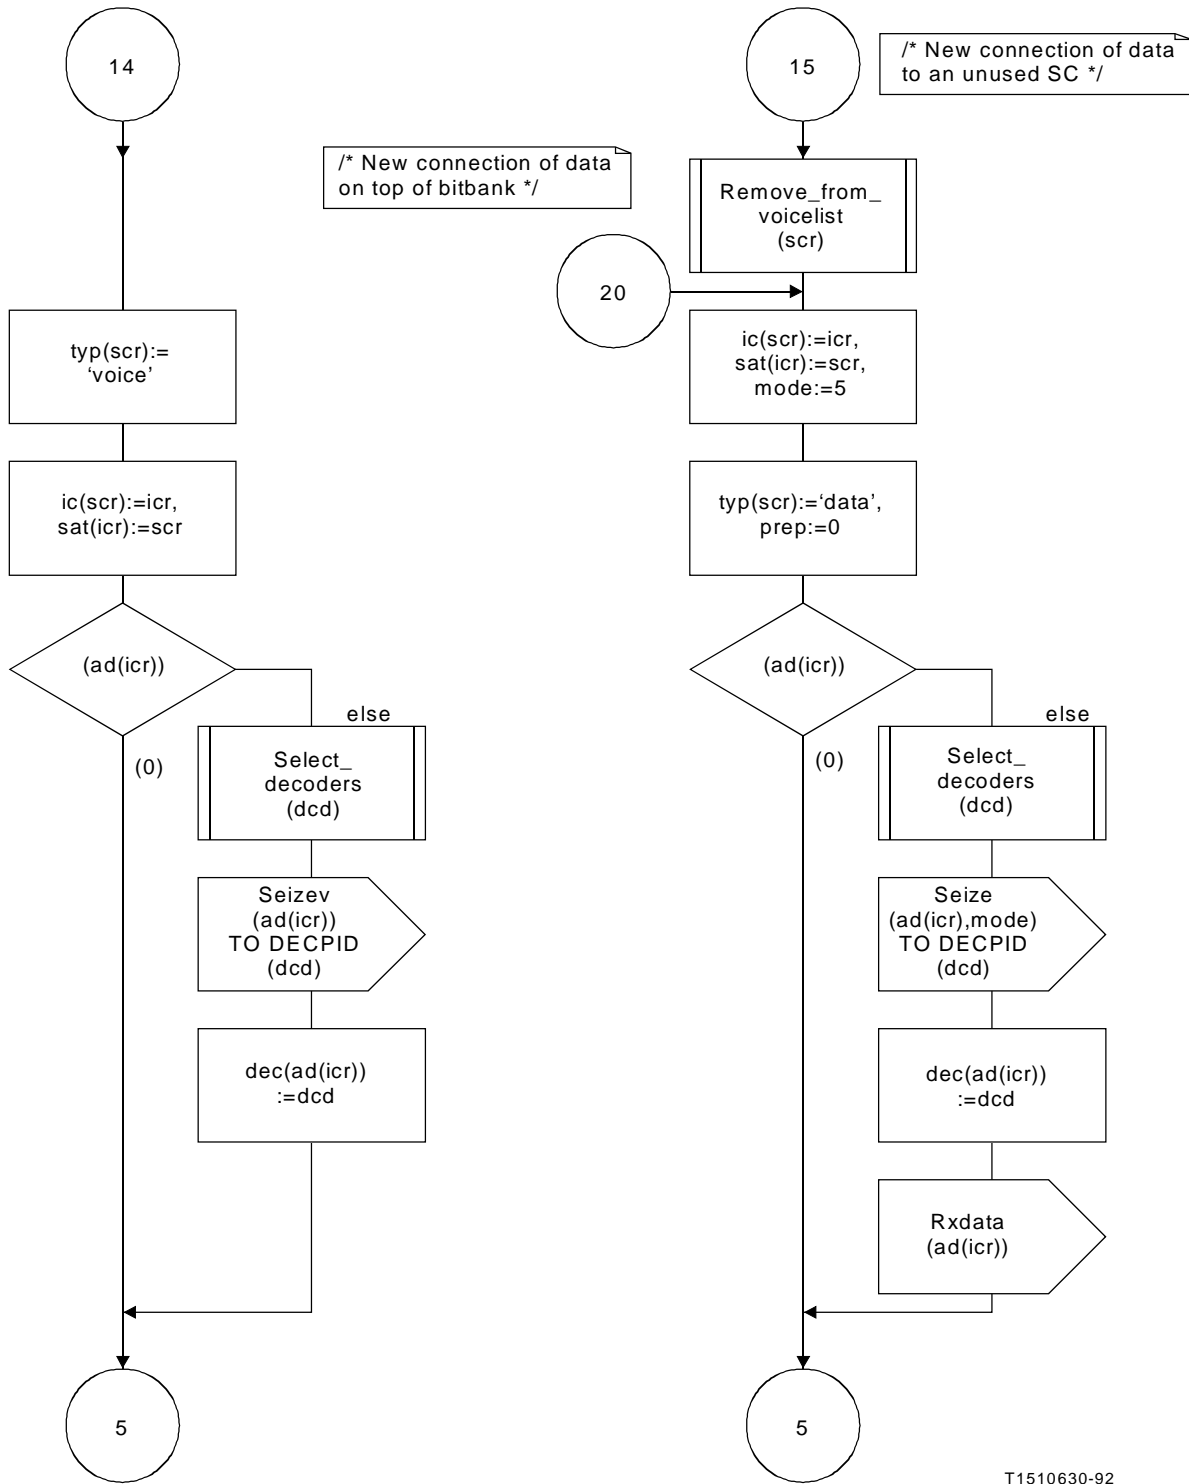 14
15
/* New connection of data
to an unused SC */
/* New connection of data
on top of bitbank */
Remove_from_
voicelist
(scr)
20
typ(scr):=
‘voice’
ic(scr):=icr,
sat(icr):=scr,
mode:=5
ic(scr):=icr,
sat(icr):=scr
typ(scr):=‘data’,
prep:=0
(ad(icr))
(ad(icr))
else
else
(0)
Select_
decoders
(dcd)
(0)
Select_
decoders
(dcd)
Seizev
(ad(icr))
TO DECPID
(dcd)
Seize
(ad(icr),mode)
TO DECPID
(dcd)
dec(ad(icr))
:=dcd
dec(ad(icr))
:=dcd
Rxdata
(ad(icr))
5
5
T1510630-92